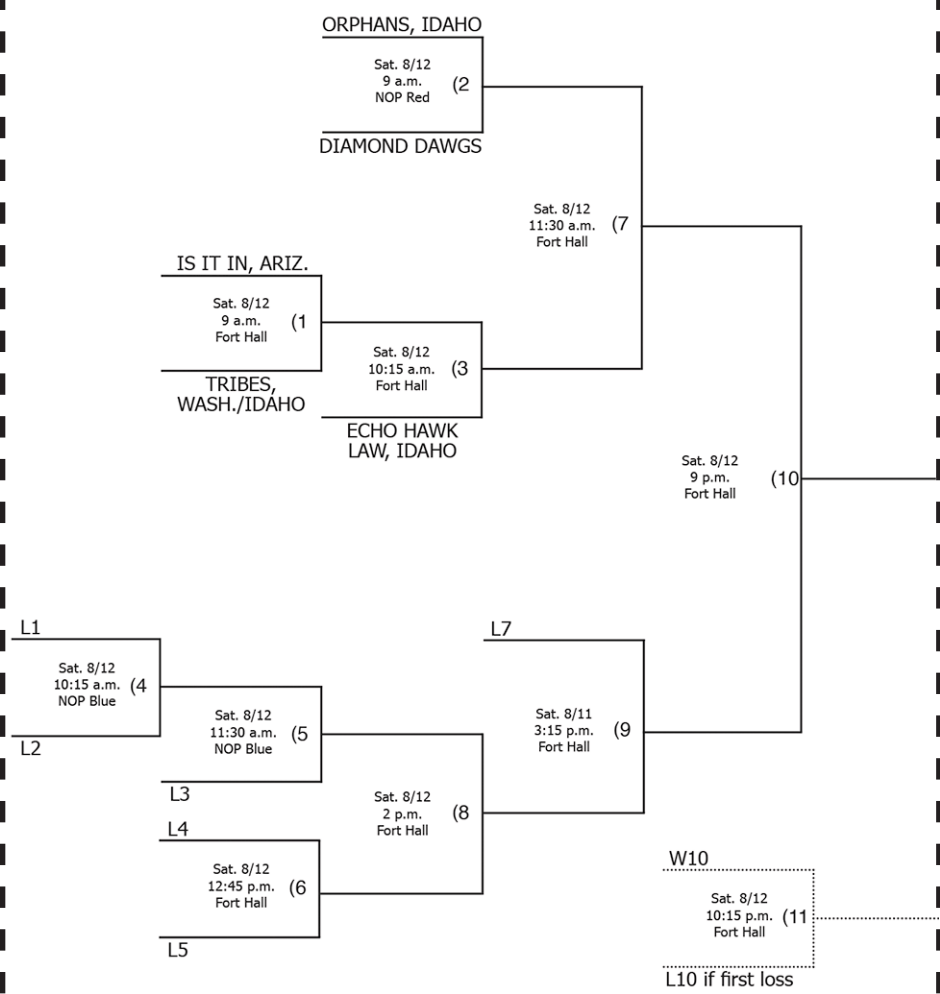 ORPHANS, IDAHO
Sat. 8/12
9 a.m.
NOP Red
(2
DIAMOND DAWGS
Sat. 8/12
11:30 a.m.
Fort Hall
(7
IS IT IN, ARIZ.
Sat. 8/12
9 a.m.
Fort Hall
(1
TRIBES,
WASH./IDAHO
Sat. 8/12
10:15 a.m.
Fort Hall
(3
ECHO HAWK
LAW, IDAHO
Sat. 8/12
9 p.m.
Fort Hall
(10
L1
Sat. 8/12
10:15 a.m.
NOP Blue
(4
L2
Sat. 8/12
11:30 a.m.
NOP Blue
(5
L3
L4
Sat. 8/12
12:45 p.m.
Fort Hall
(6
L5
Sat. 8/12
2 p.m.
Fort Hall
(8
L7
Sat. 8/11
3:15 p.m.
Fort Hall
(9
W10
Sat. 8/12
10:15 p.m.
Fort Hall
(11
L10 if first loss